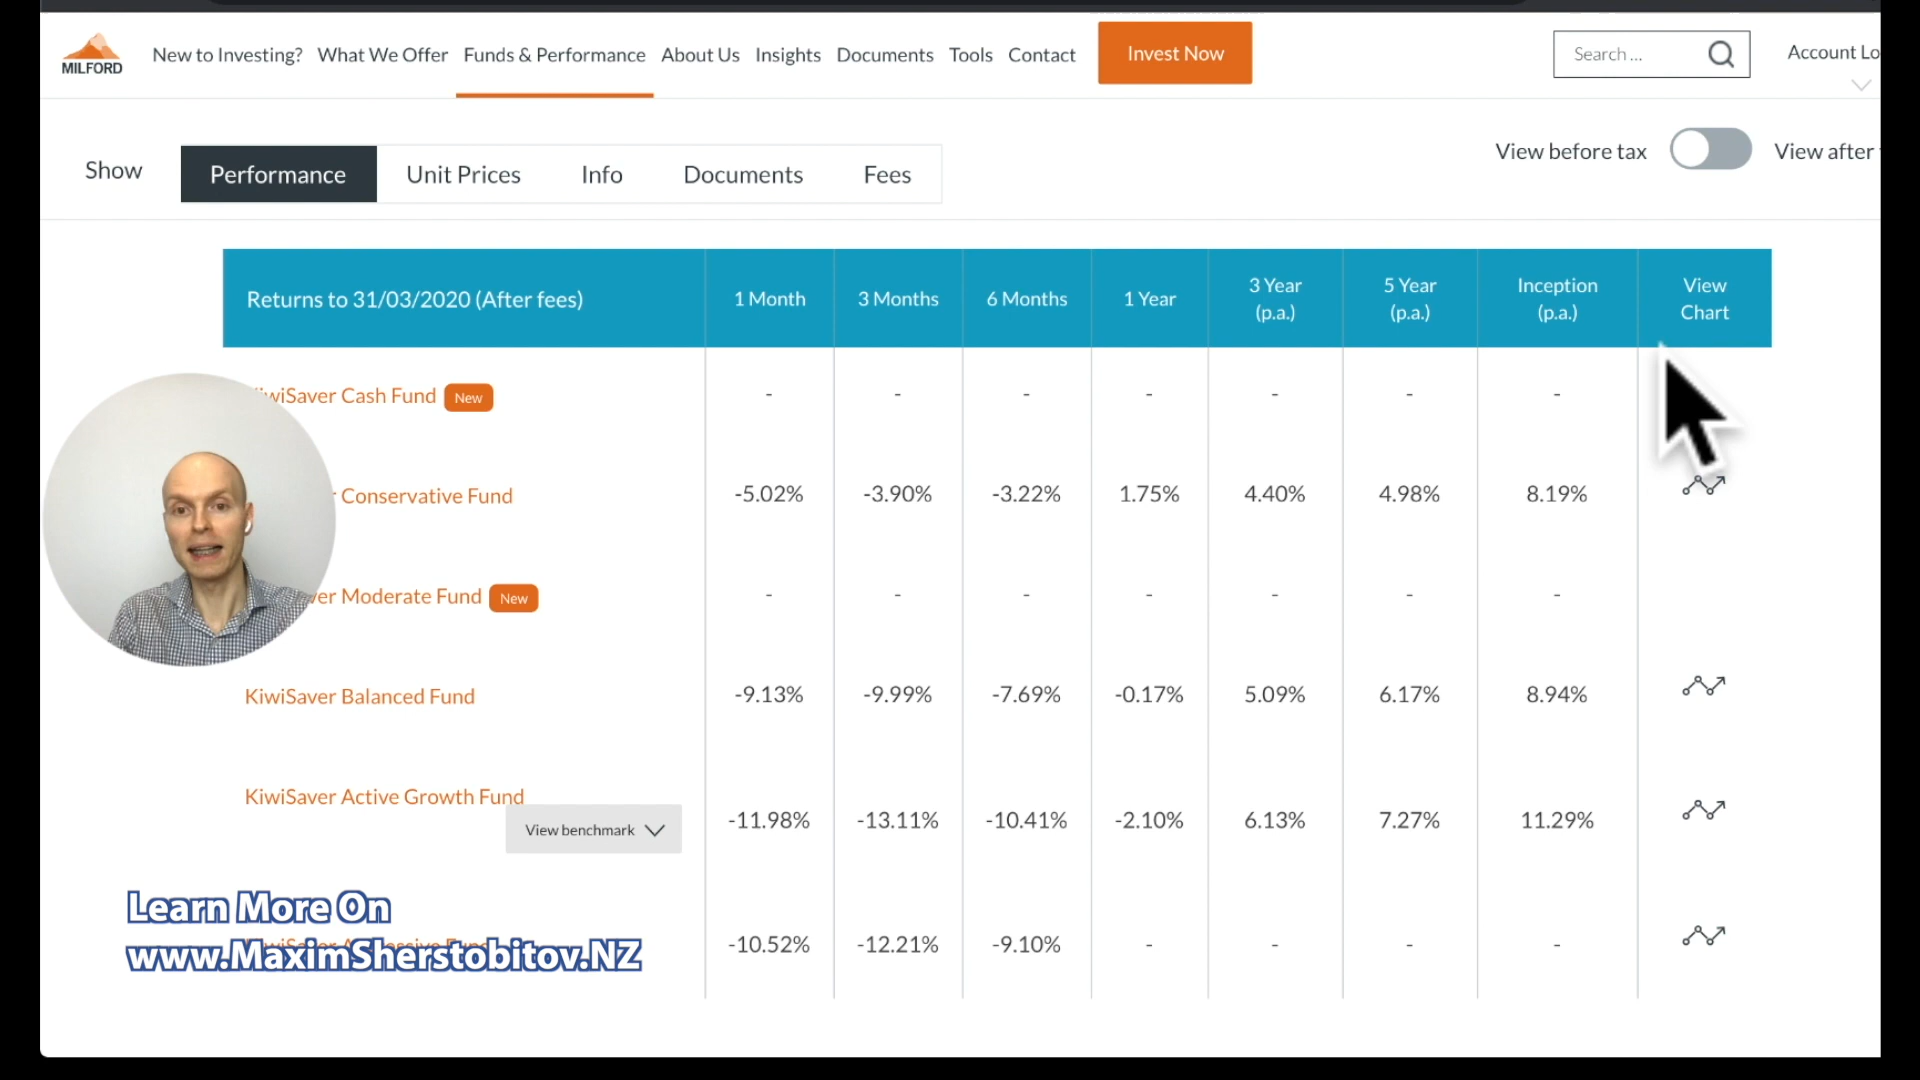 MILFORD
New to Investing? What We Offer Funds & Performance About Us Insights Documents Tools Contact Invest Now Search ... Account Lo
Show Performance Unit Prices Info Documents Fees View before tax View after
Returns to 31/03/2020 (After fees) 1 Month 3 Months 6 Months 1 Year 3 Year (p.a.) 5 Year (p.a.) Inception (p.a.) View Chart
iwiSaver Cash Fund New - - - - - - -
r Conservative Fund -5.02% -3.90% -3.22% 1.75% 4.40% 4.98% 8.19%
ver Moderate Fund New - - - - - - -
KiwiSaver Balanced Fund -9.13% -9.99% -7.69% -0.17% 5.09% 6.17% 8.94%
KiwiSaver Active Growth Fund
View benchmark -11.98% -13.11% -10.41% -2.10% 6.13% 7.27% 11.29%
-10.52% -12.21% -9.10% - - - -
Learn More On
www.MaximSherstobitov.NZ